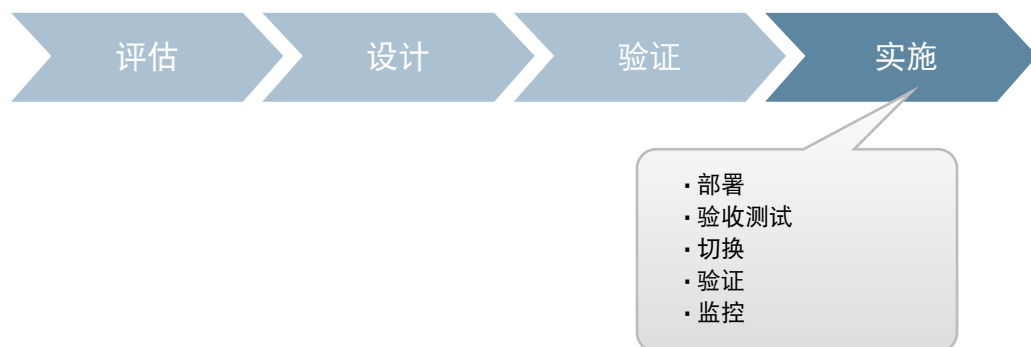 评估
设计
验证
实施
▪ 部署
▪ 验收测试
▪ 切换
▪ 验证
▪ 监控